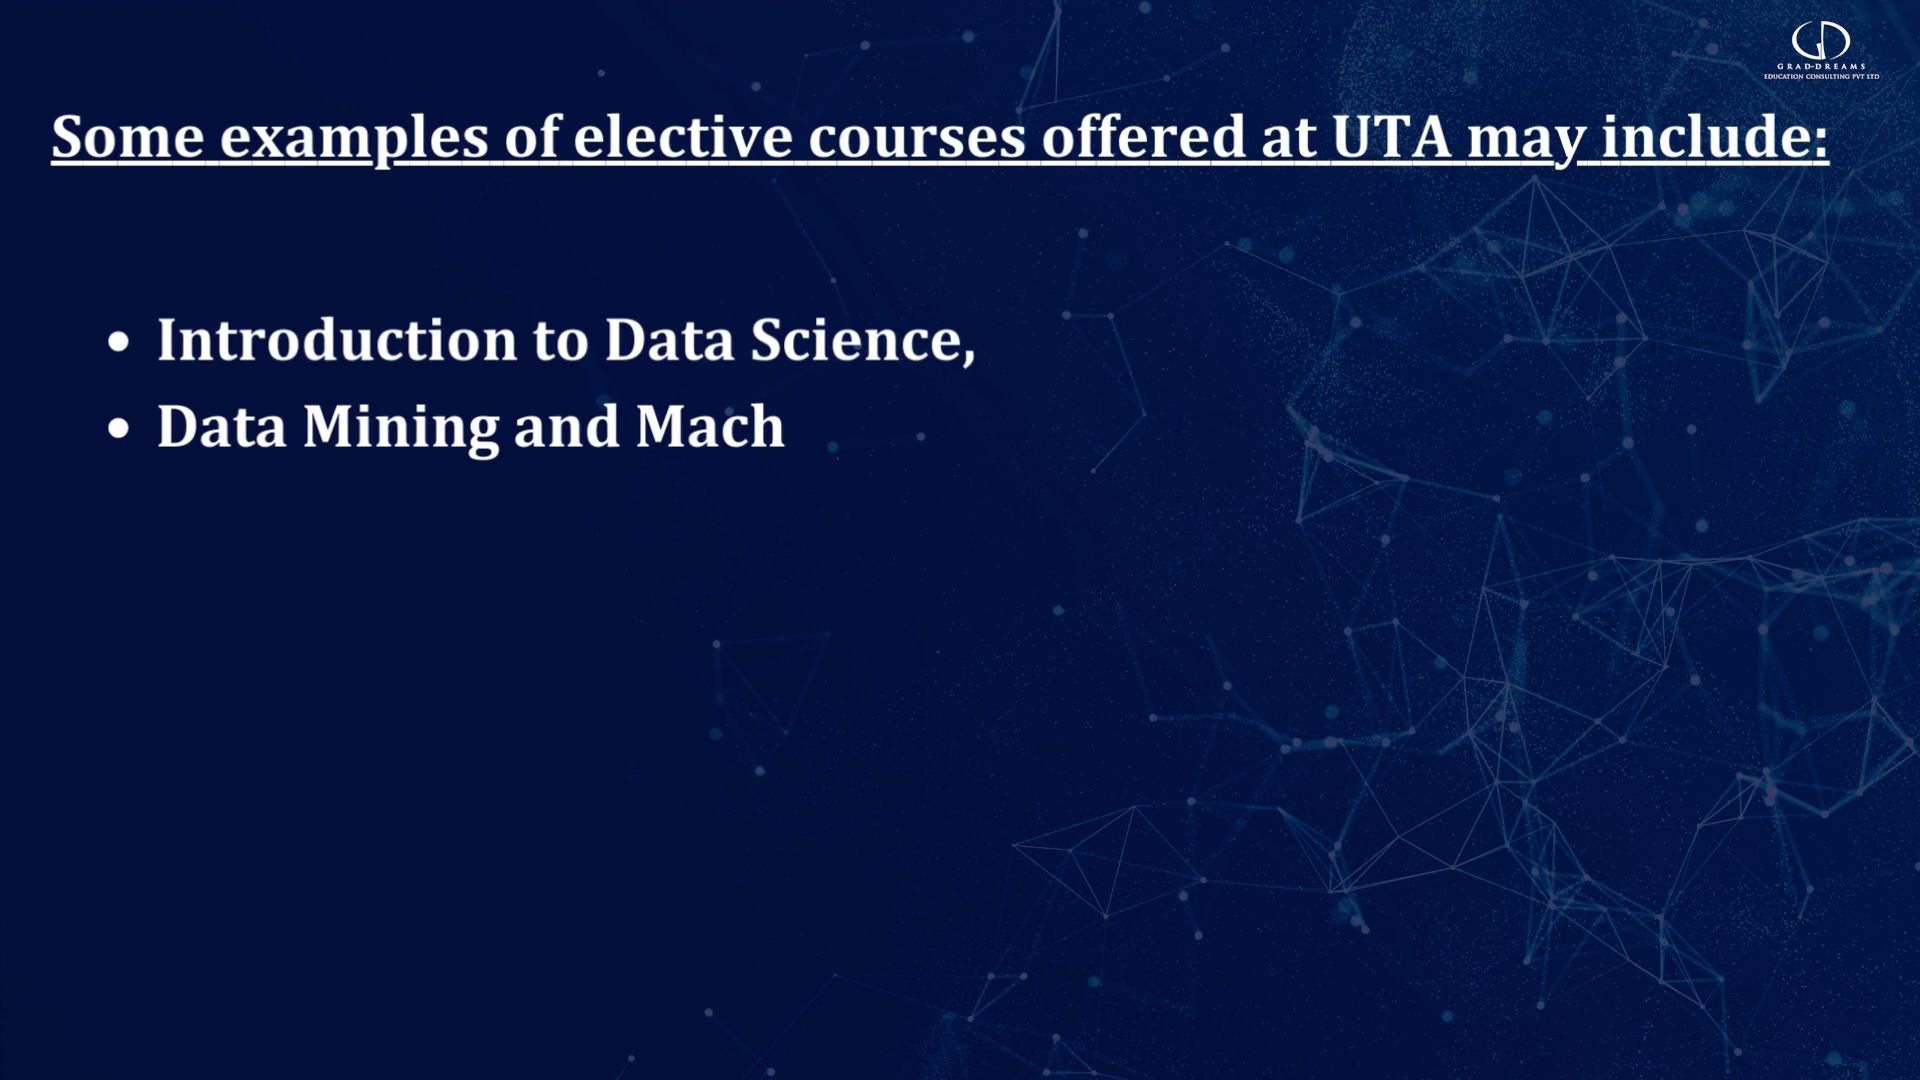 GRAD-DREAMS
EDUCATION CONSULTING PVT LTD
Some examples of elective courses offered at UTA may include:
• Introduction to Data Science,
• Data Mining and Mach